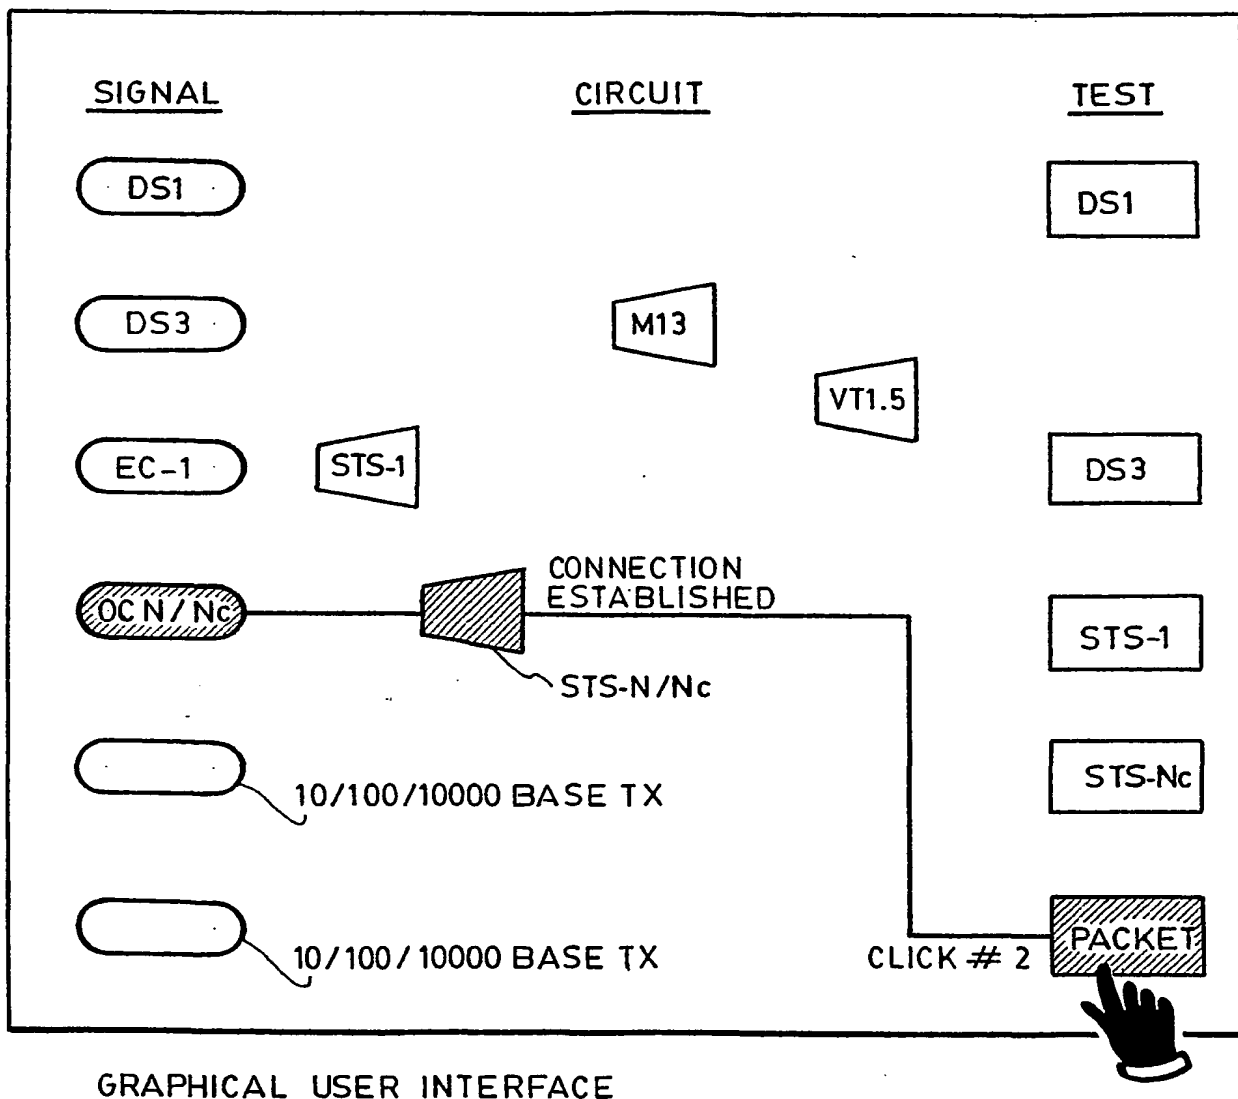 SIGNAL CIRCUIT TEST
DS1 DS1
DS3 M13
VT1.5
EC-1 STS-1 DS3
CONNECTION
ESTABLISHED
OCN/Nc STS-1
STS-N/Nc
STS-Nc
10/100/10000 BASE TX
PACKET
10/100/10000 BASE TX CLICK # 2
GRAPHICAL USER INTERFACE